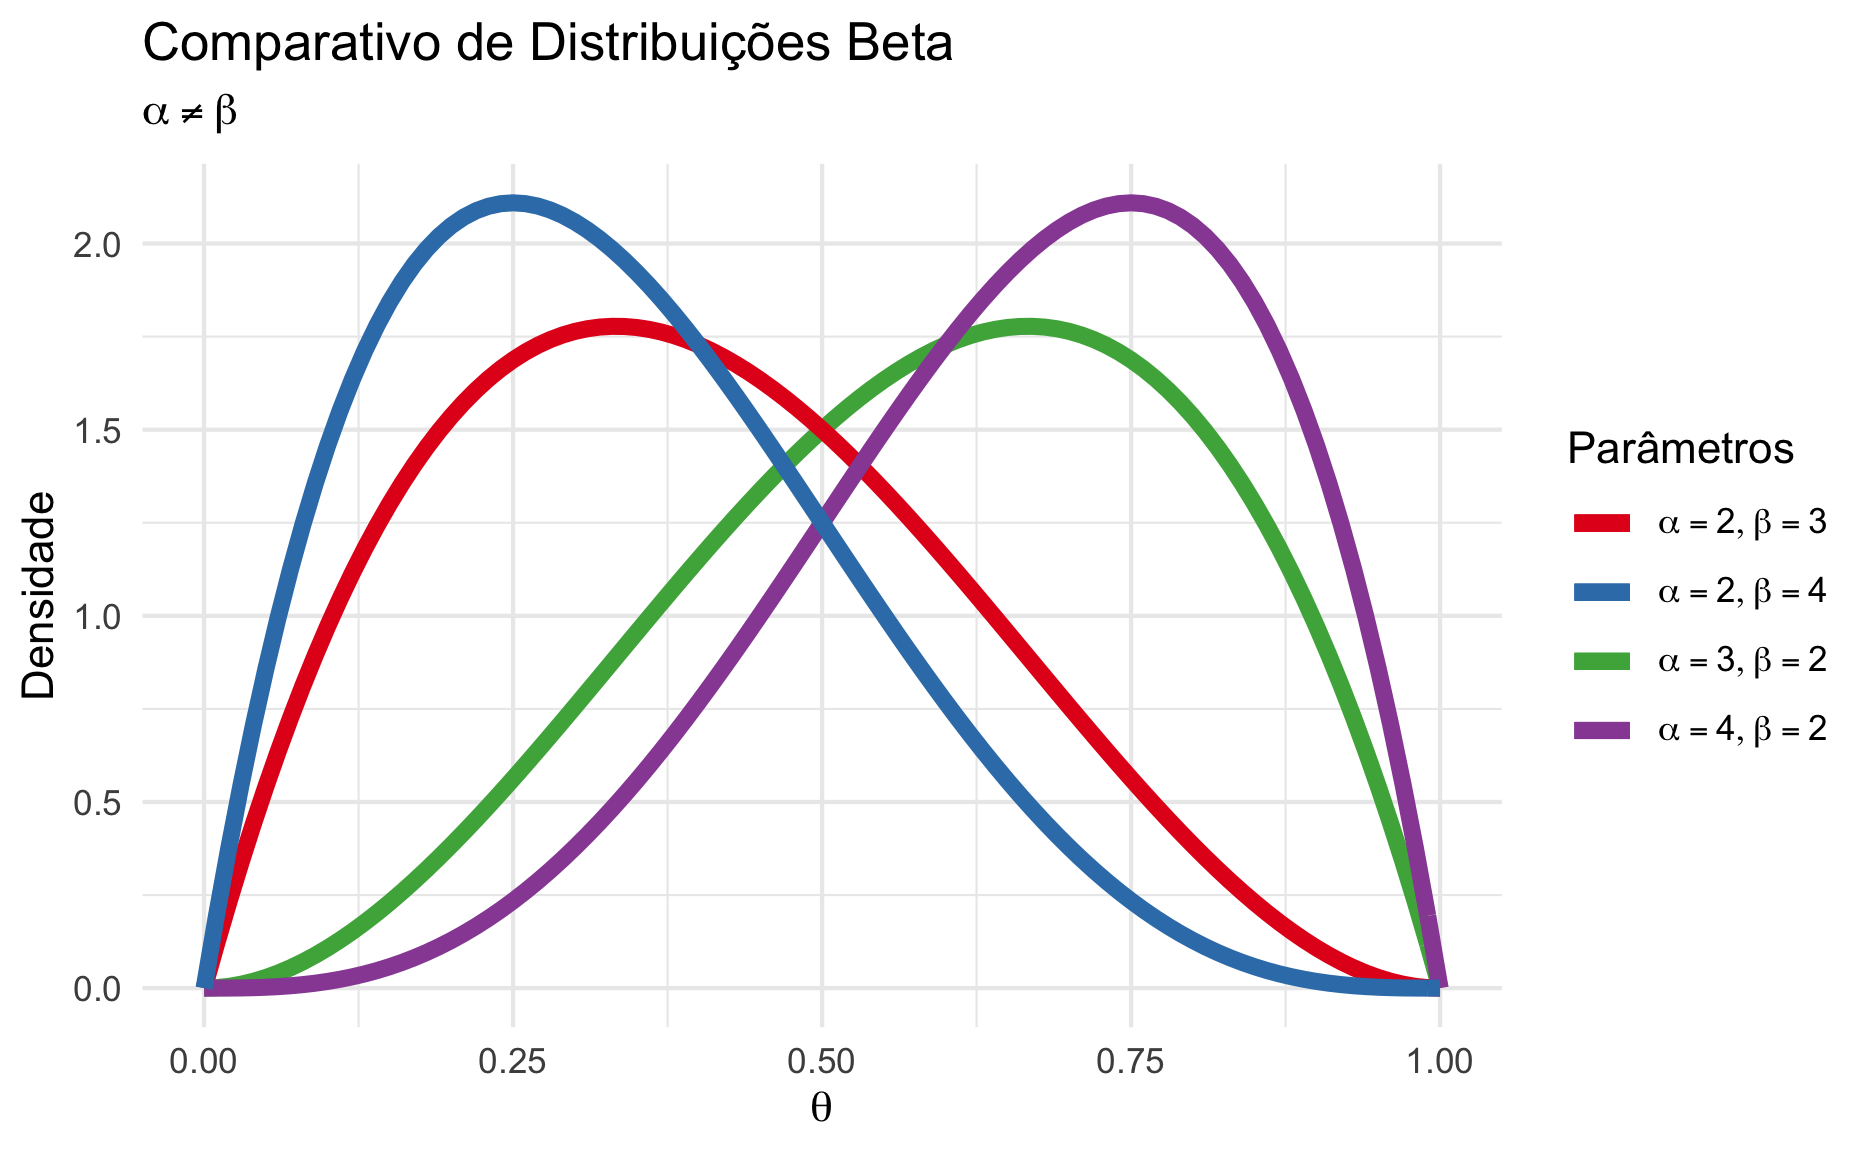 Comparativo de Distribuições Beta
α ≠ β
Densidade
2.0
1.5
1.0
0.5
0.0
0.00 0.25 0.50 0.75 1.00
θ
Parâmetros
α = 2, β = 3
α = 2, β = 4
α = 3, β = 2
α = 4, β = 2